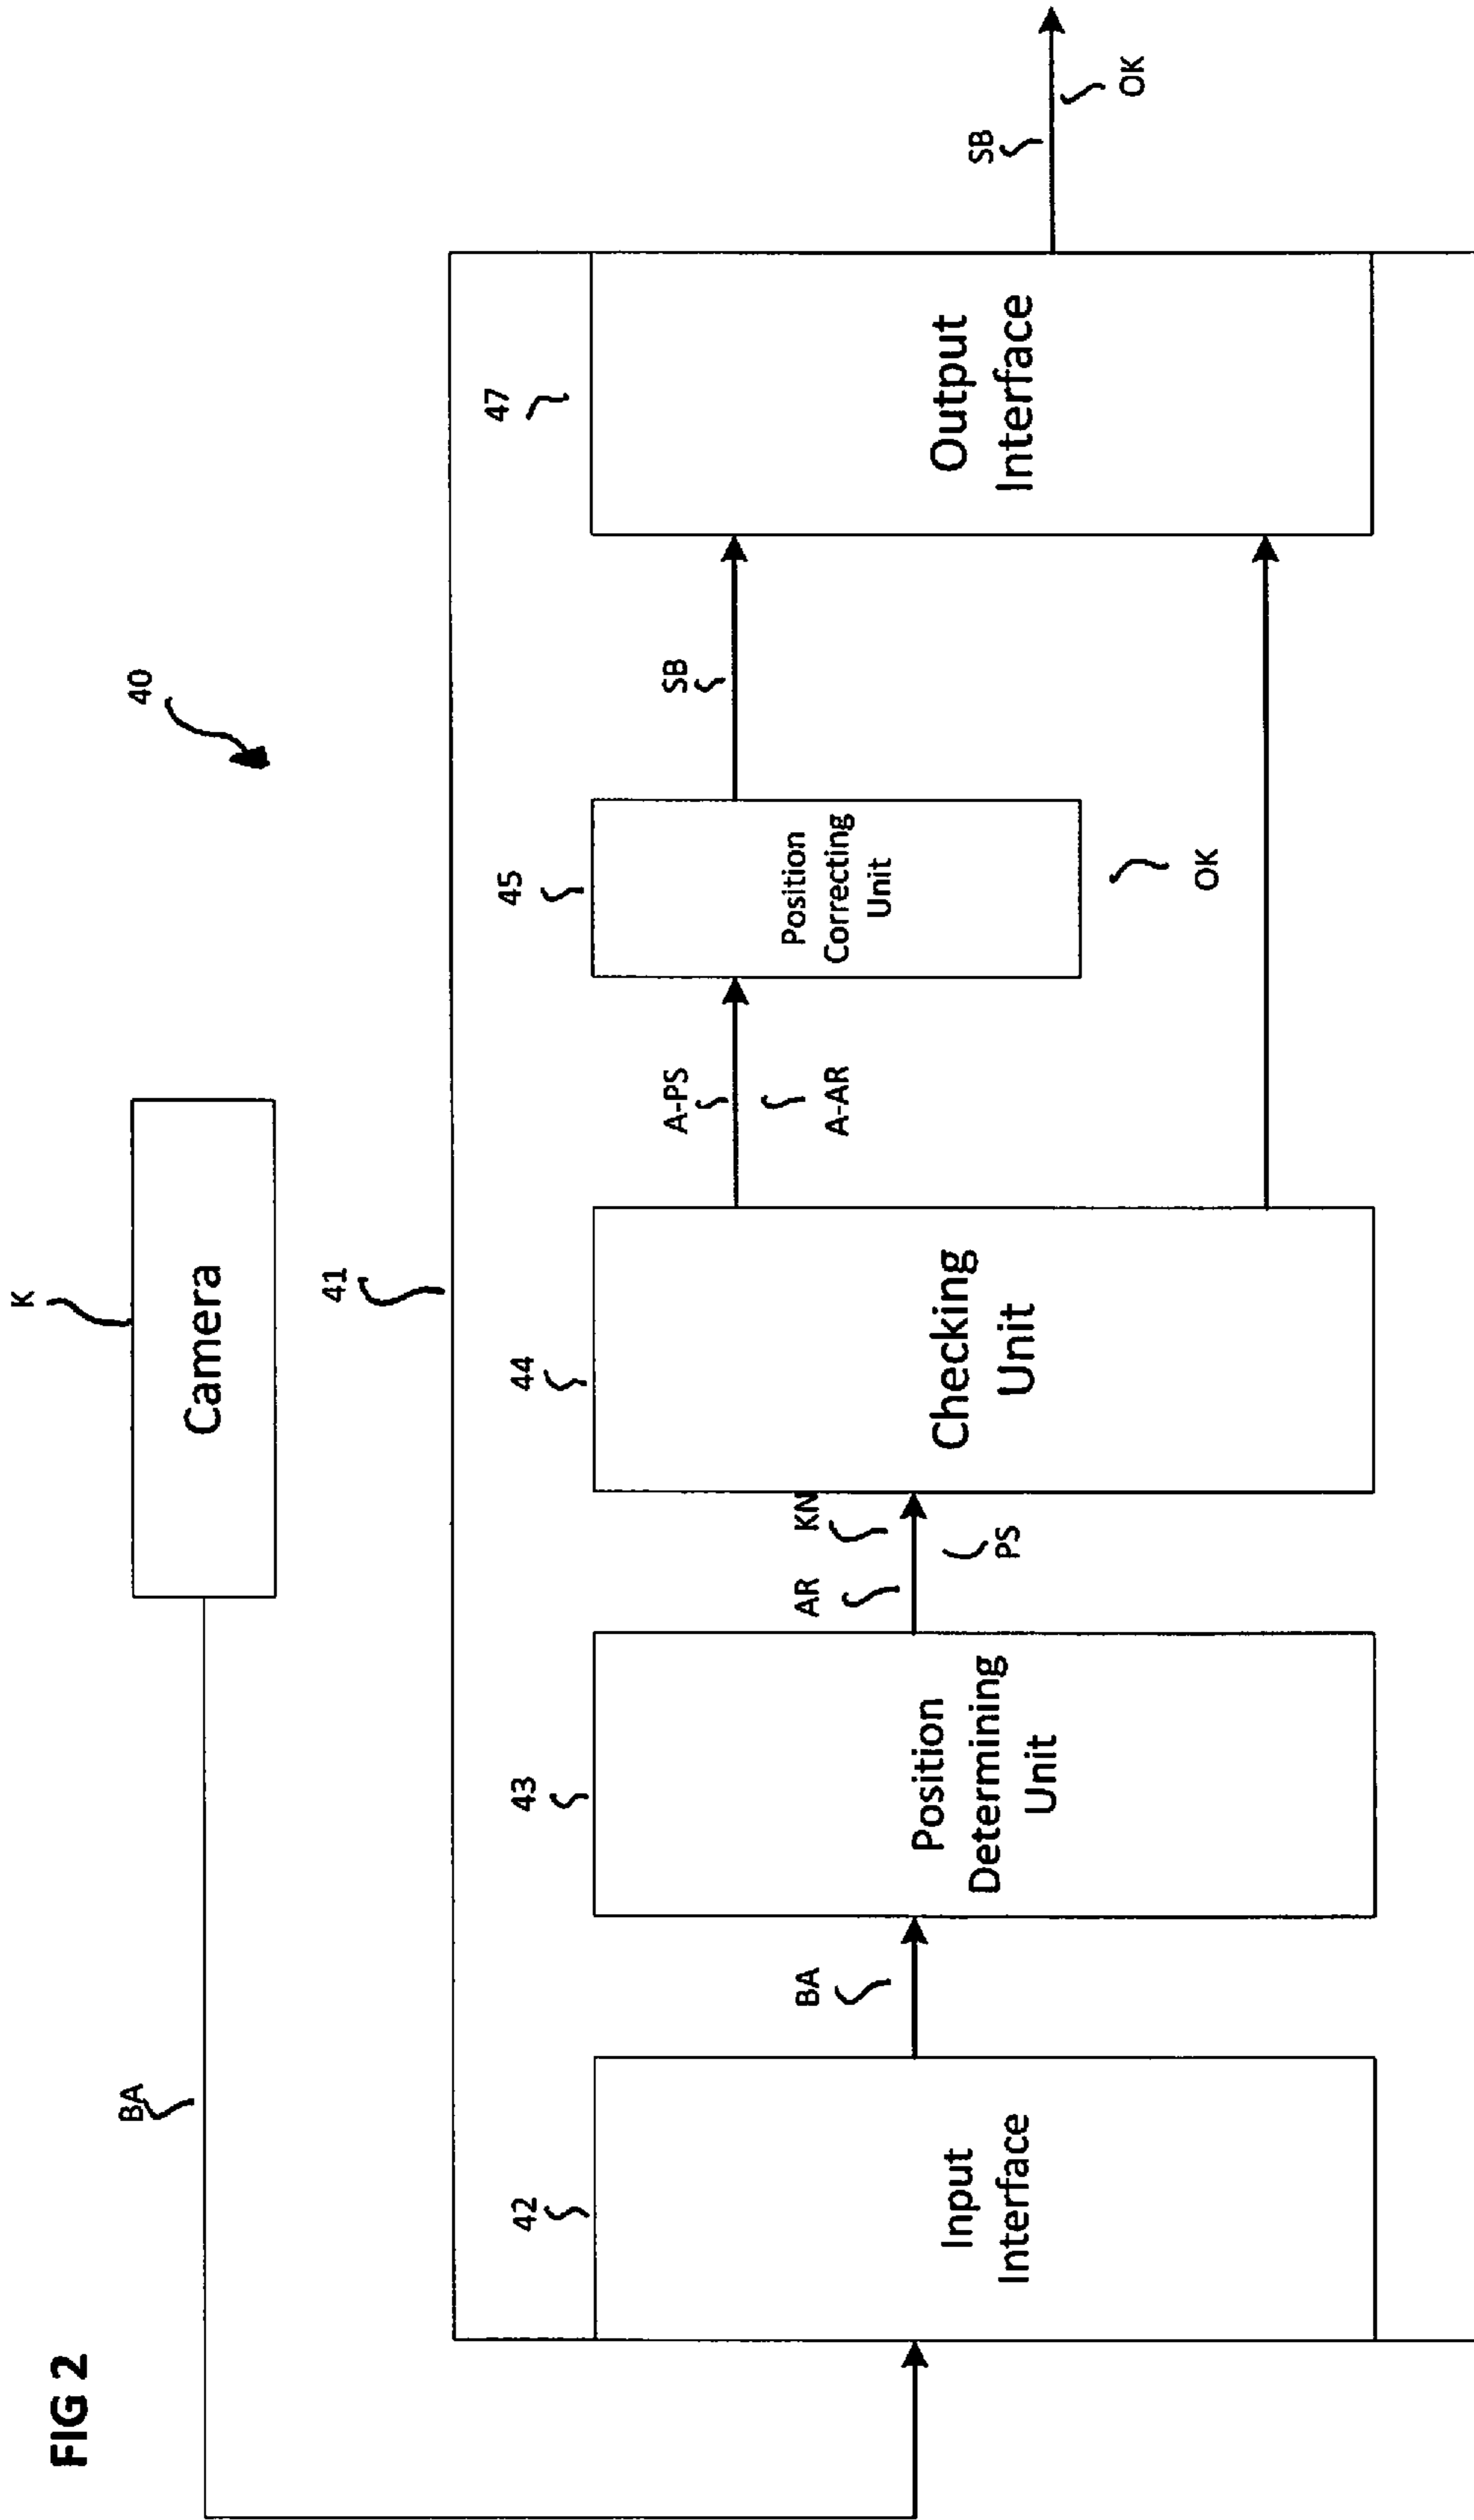 FIG 2
K
Camera
BA
40
41
42
Input
Interface
BA
43
Position
Determining
Unit
AR
KN
PS
44
Checking
Unit
A-PS
A-AR
45
Position
Correcting
Unit
OK
SB
47
Output
Interface
SB
OK